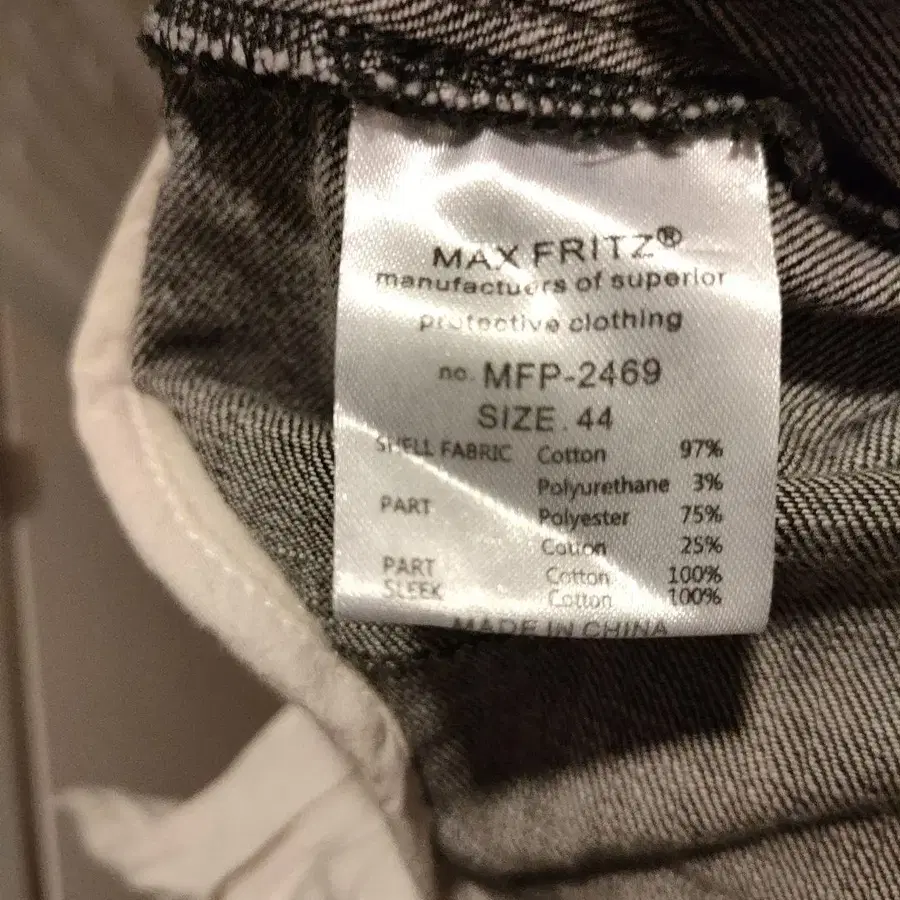 MAX FRITZ®
manufactuers of superior
protective clothing
no. MFP-2469
SIZE. 44
SHELL FABRIC Cotton 97%
Polyurethane 3%
PART Polyester 75%
Cotton 25%
PART Cotton 100%
SLEEK Cotton 100%
MADE IN CHINA